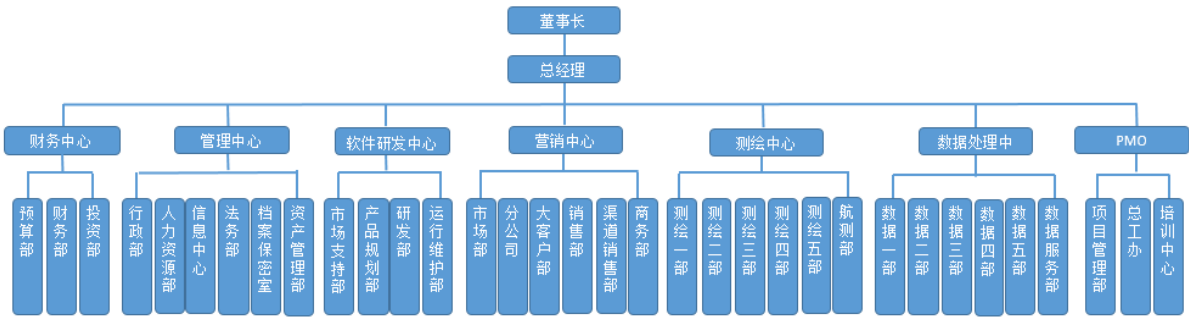 董事长
总经理
财务中心
管理中心
软件研发中心
营销中心
测绘中心
数据处理中
PMO
预算部
财务部
投资部
行政部
人力资源部
信息中心
法务部
档案保密室
资产管理部
市场支持部
产品规划部
研发部
运行维护部
市场部
分公司
大客户部
销售部
渠道销售部
商务部
测绘一部
测绘二部
测绘三部
测绘四部
测绘五部
航测部
数据一部
数据二部
数据三部
数据四部
数据五部
数据服务部
项目管理部
总工办
培训中心